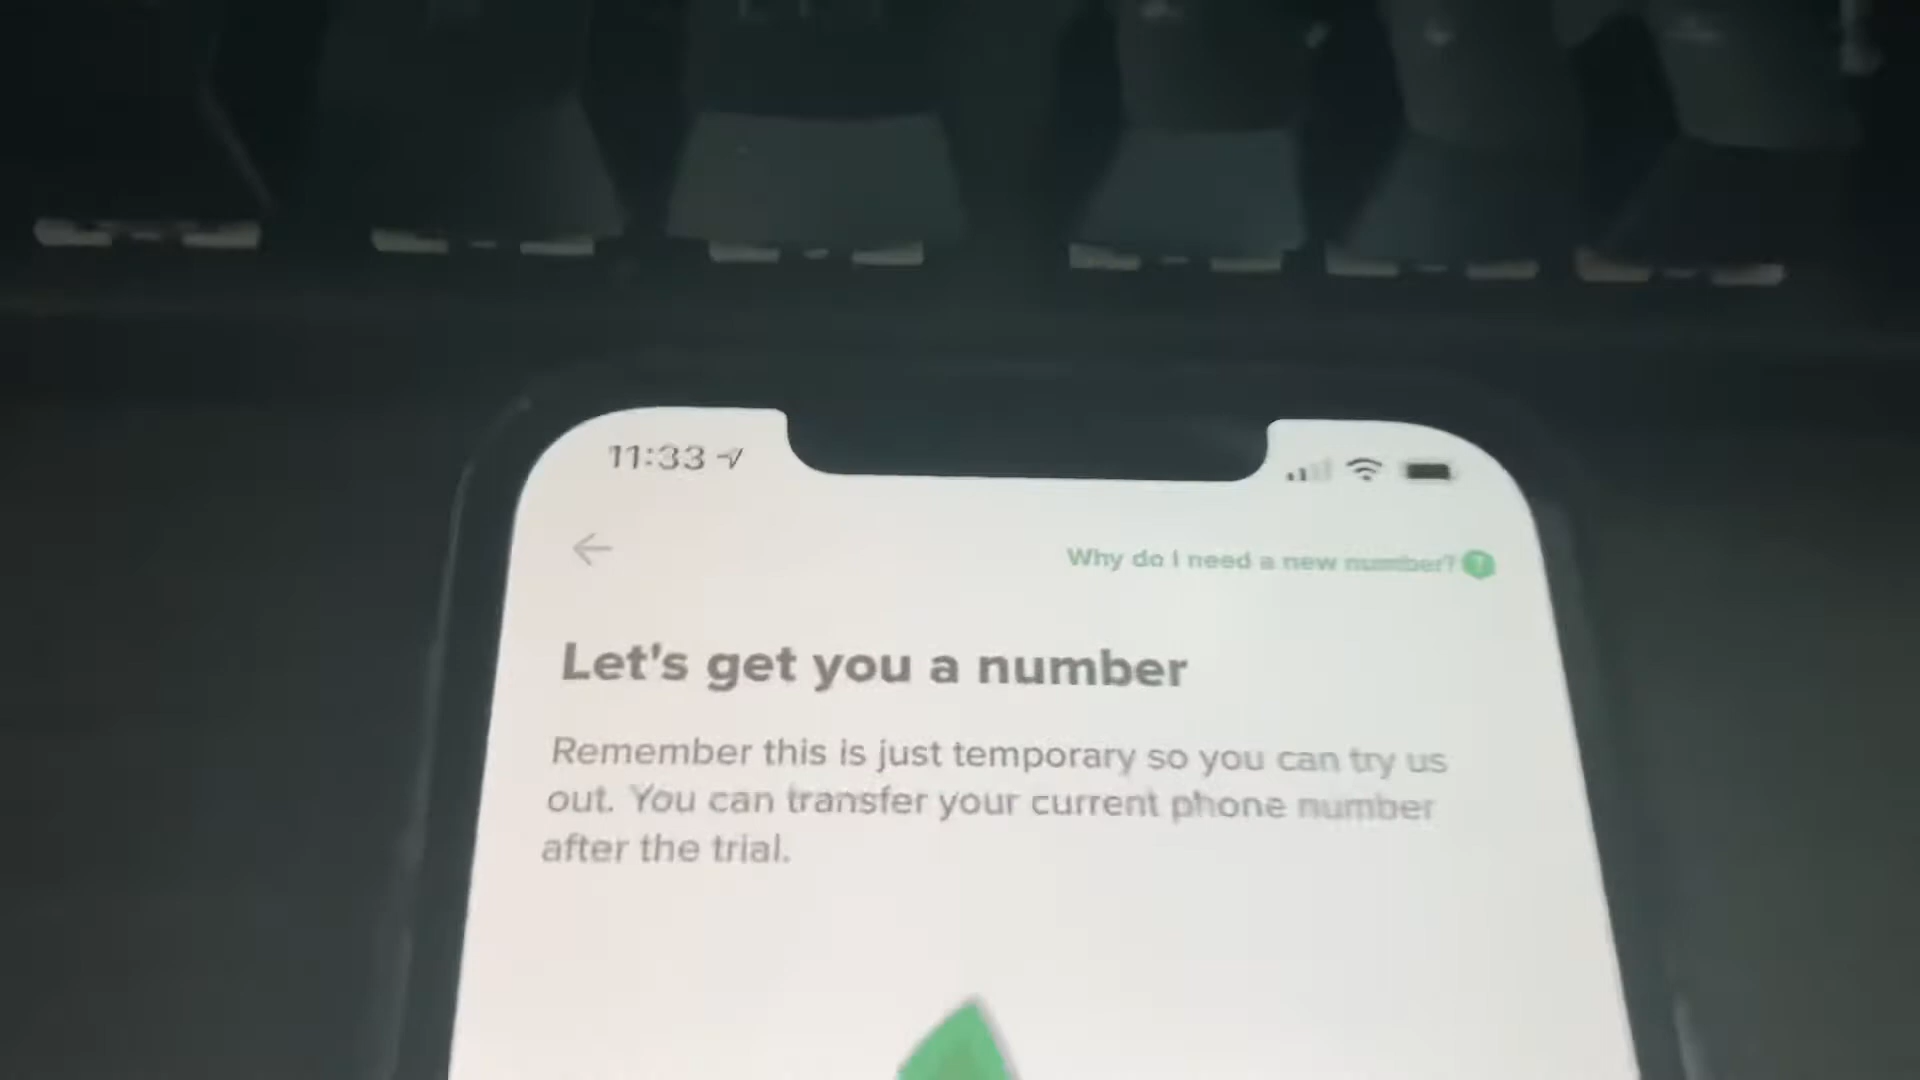 11:33
Why do I need a new number? ?
Let's get you a number
Remember this is just temporary so you can try us
out. You can transfer your current phone number
after the trial.